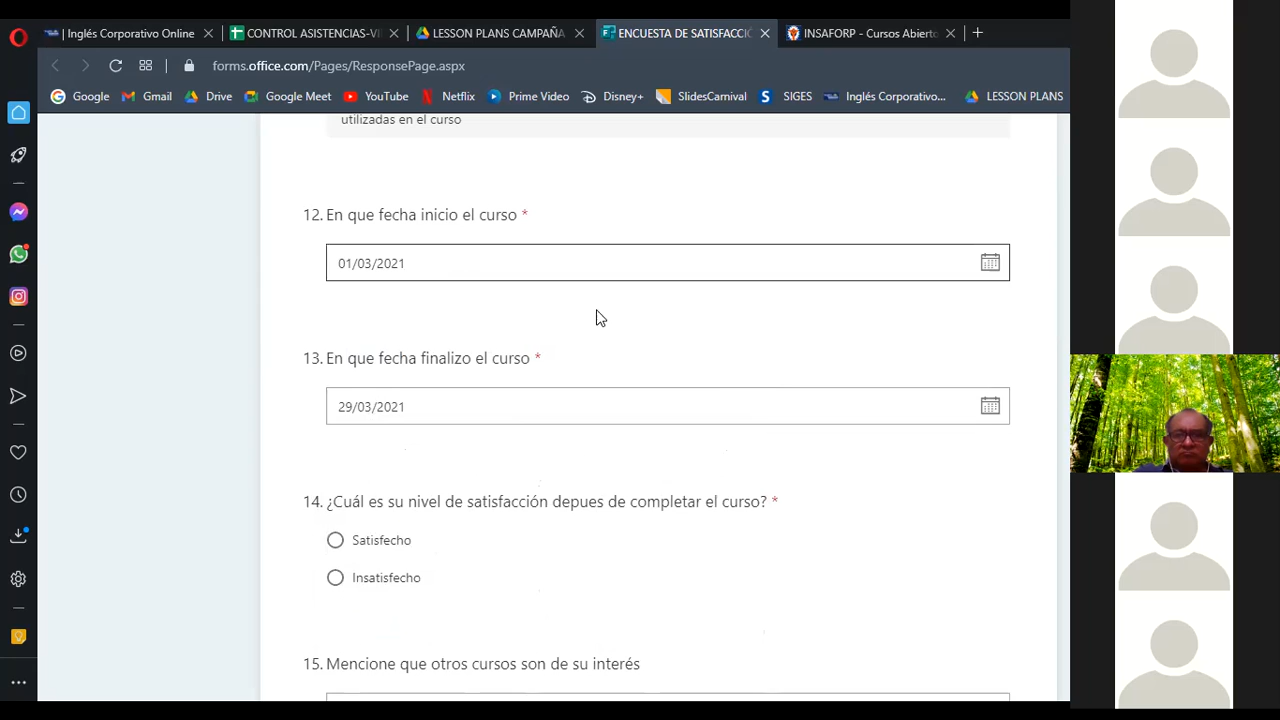 Inglés Corporativo Online
CONTROL ASISTENCIAS-VI
LESSON PLANS CAMPAÑA
ENCUESTA DE SATISFACCI
INSAFORP - Cursos Abierto
forms.office.com/Pages/ResponsePage.aspx
Google
Gmail
Drive
Google Meet
YouTube
Netflix
Prime Video
Disney+
SlidesCarnival
SIGES
Inglés Corporativo...
LESSON PLANS
utilizadas en el curso
12. En que fecha inicio el curso *
01/03/2021
13. En que fecha finalizo el curso *
29/03/2021
14. ¿Cuál es su nivel de satisfacción depues de completar el curso? *
Satisfecho
Insatisfecho
15. Mencione que otros cursos son de su interés